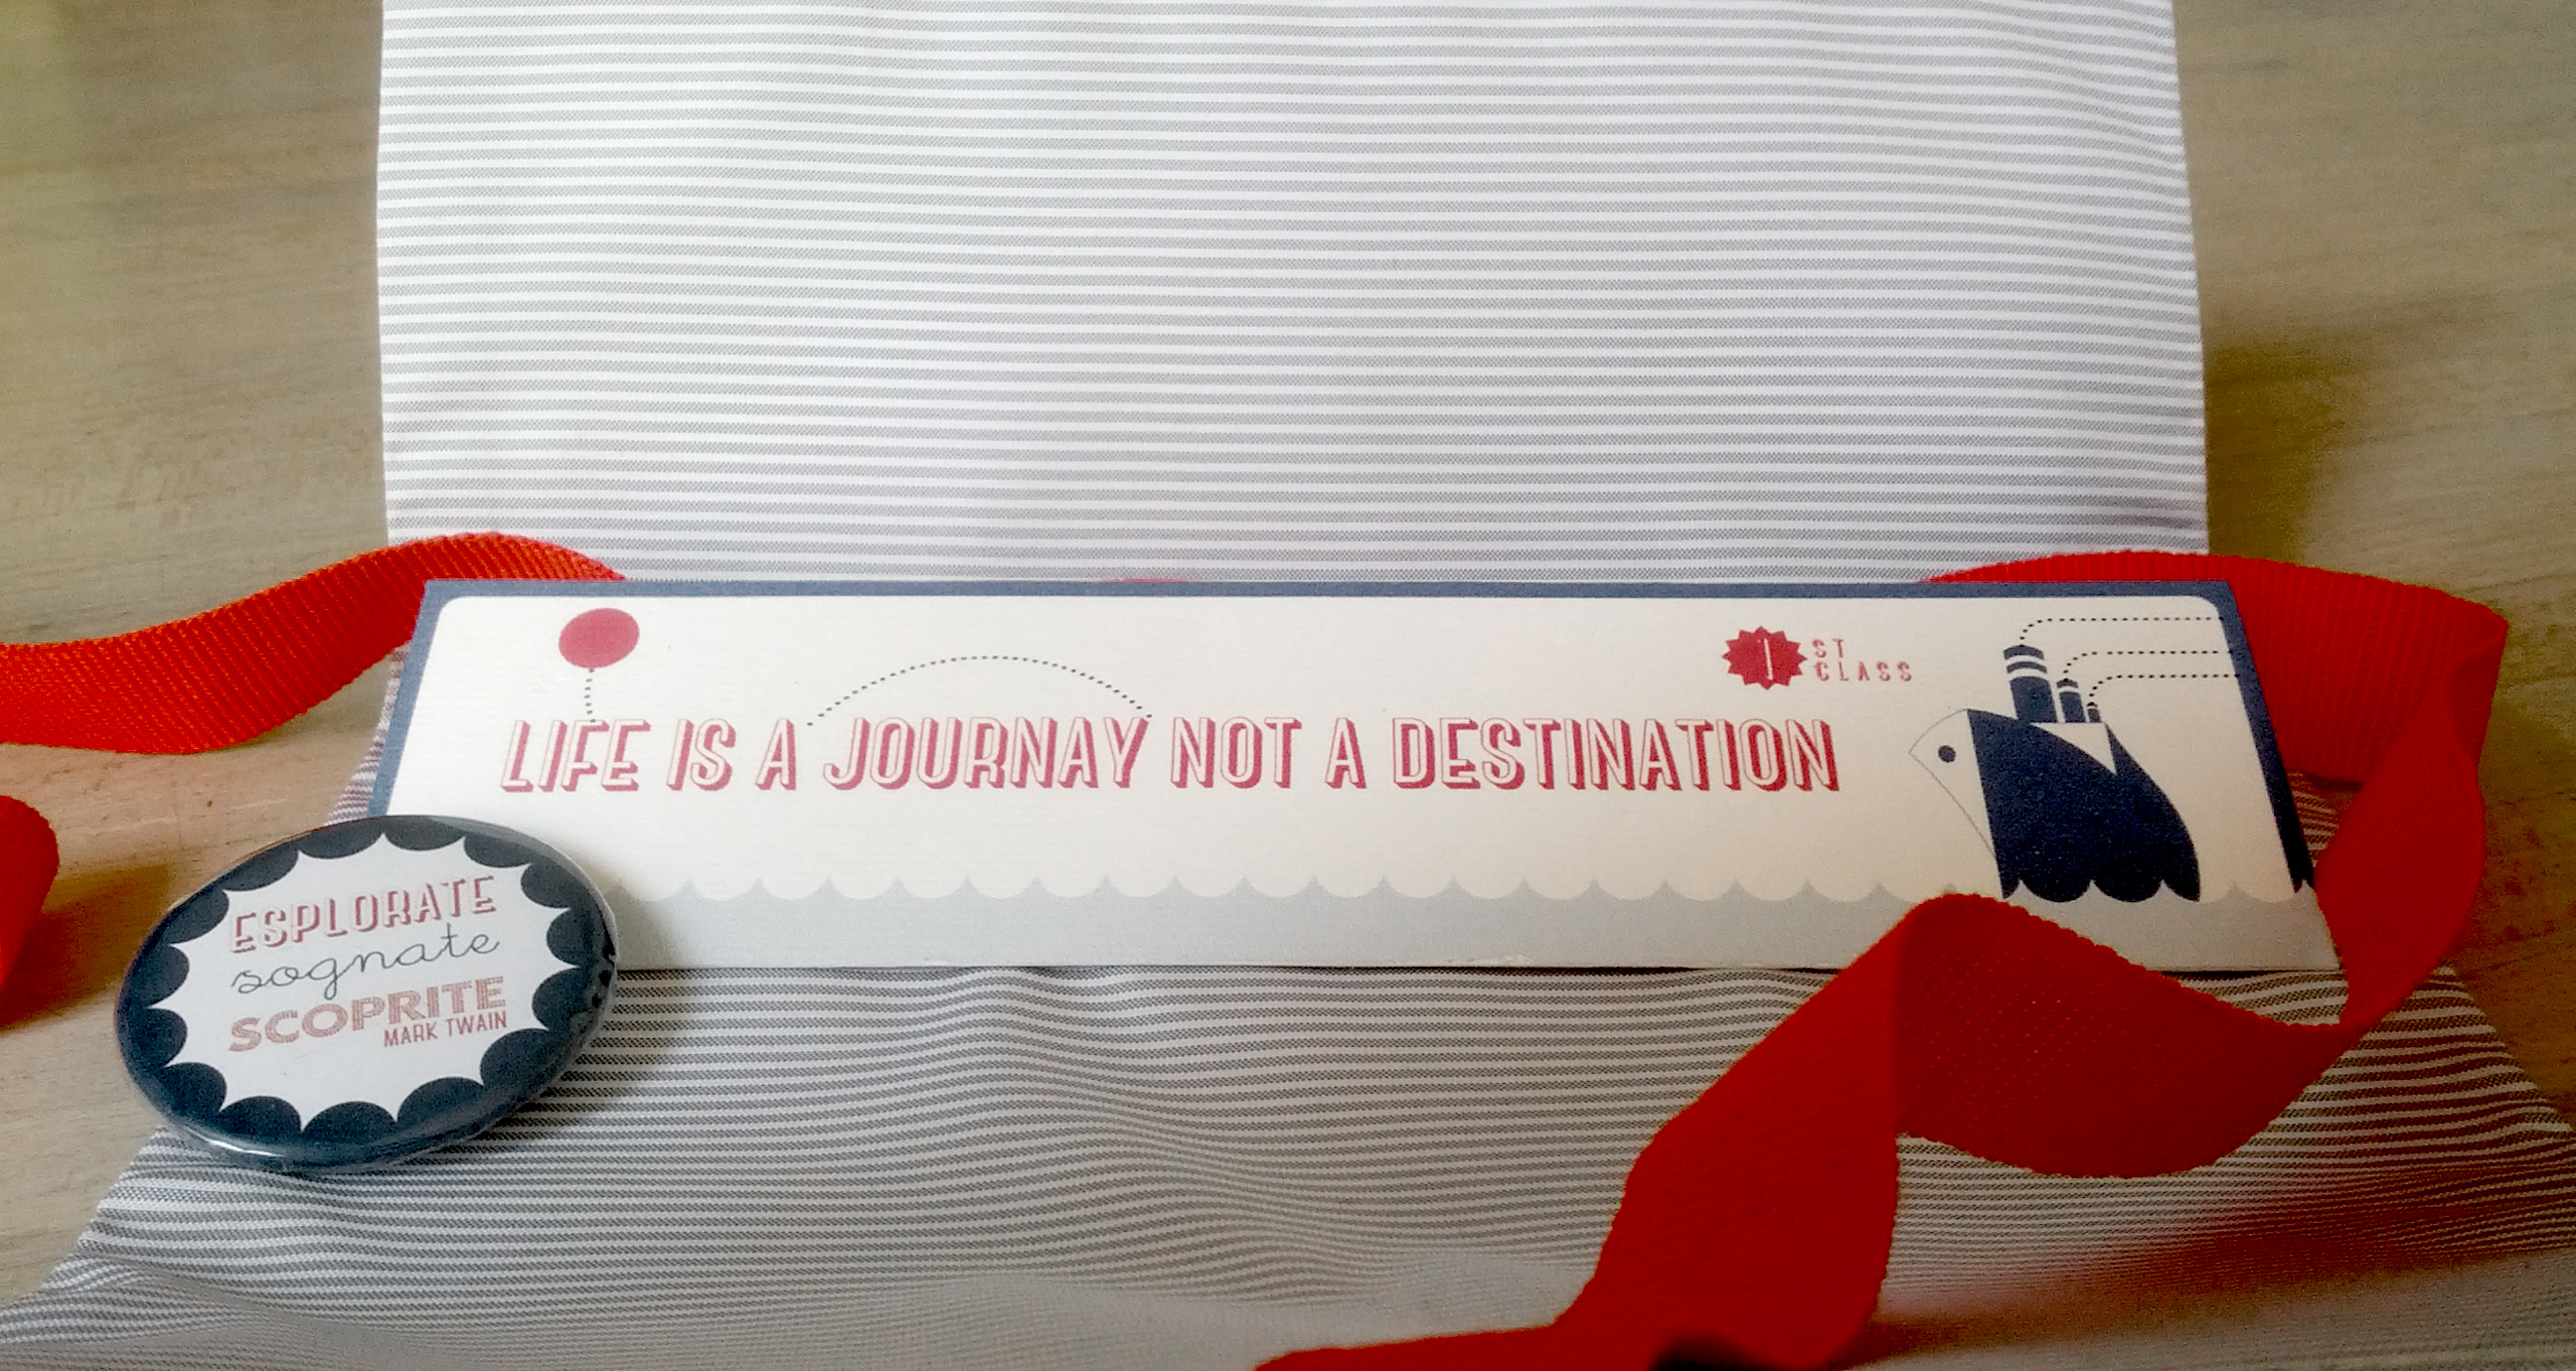 1 ST
CLASS
LIFE IS A JOURNAY NOT A DESTINATION
ESPLORATE
sognate
SCOPRITE
MARK TWAIN